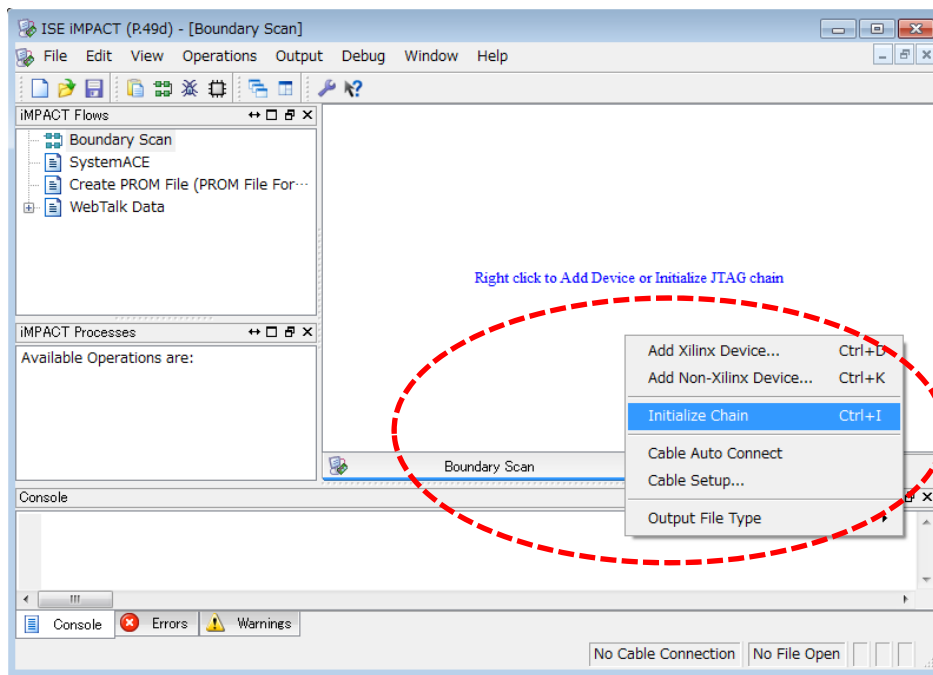 ISE iMPACT (P.49d) - [Boundary Scan]
File Edit View Operations Output Debug Window Help
iMPACT Flows
Boundary Scan
SystemACE
Create PROM File (PROM File For···
WebTalk Data
Right click to Add Device or Initialize JTAG chain
iMPACT Processes
Available Operations are:
Add Xilinx Device... Ctrl+D
Add Non-Xilinx Device... Ctrl+K
Initialize Chain Ctrl+I
Cable Auto Connect
Cable Setup...
Output File Type
Boundary Scan
Console
Console Errors Warnings
No Cable Connection No File Open